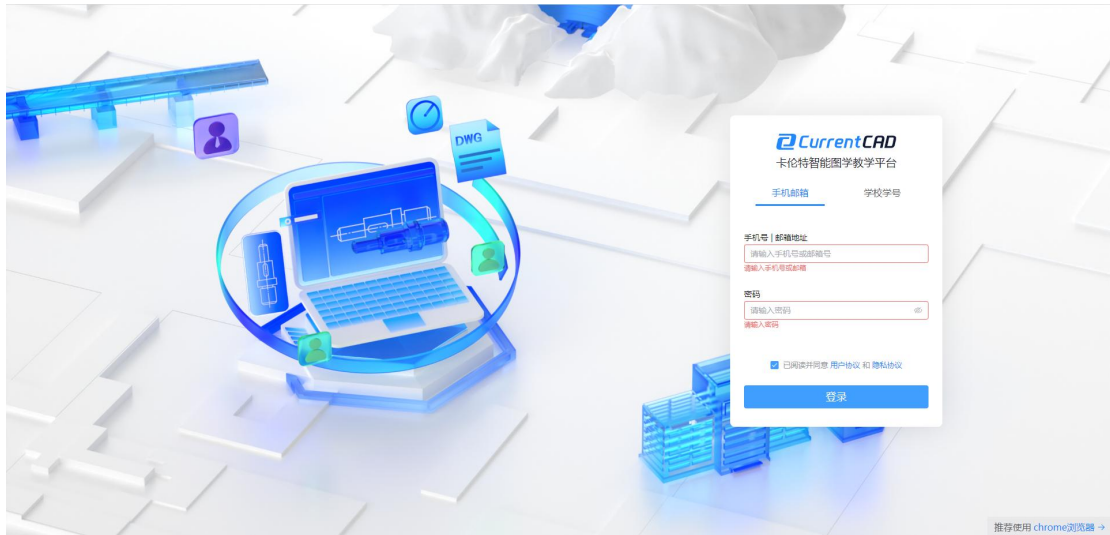 DWG
CurrentCAD
卡伦特智能图学教学平台
手机邮箱 学校学号
手机号 | 邮箱地址
请输入手机号或邮箱号
请输入手机号或邮箱
密码
请输入密码
请输入密码
已阅读并同意 用户协议 和 隐私协议
登录
推荐使用 chrome浏览器 →